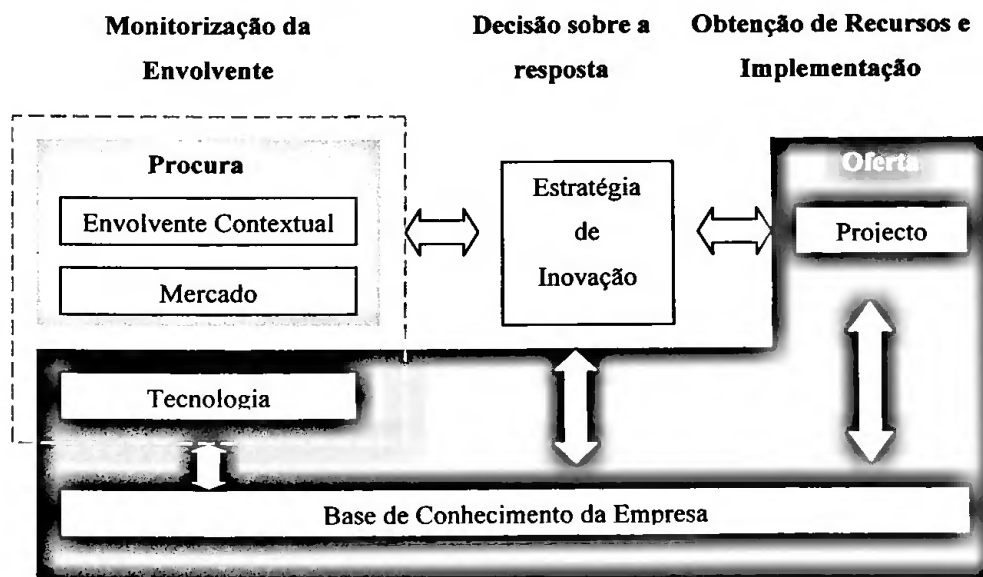 Monitorização da
Envolvente
Decisão sobre a
resposta
Obtenção de Recursos e
Implementação
Procura
Envolvente Contextual
Mercado
Estratégia
de
Inovação
Oferta
Projecto
Tecnologia
Base de Conhecimento da Empresa